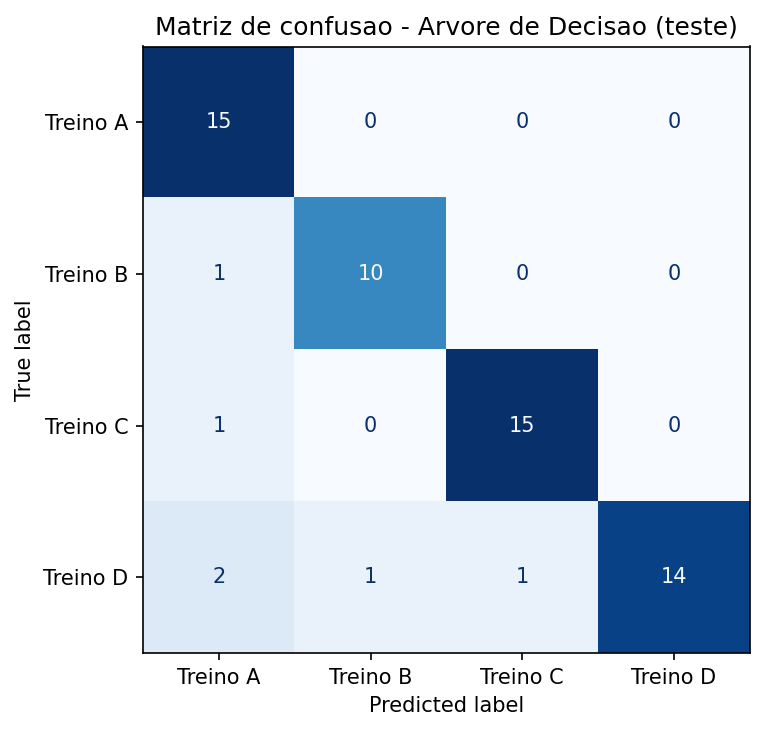 Matriz de confusao - Arvore de Decisao (teste)
True label
Treino A 15 0 0 0
Treino B 1 10 0 0
Treino C 1 0 15 0
Treino D 2 1 1 14
Treino A Treino B Treino C Treino D
Predicted label